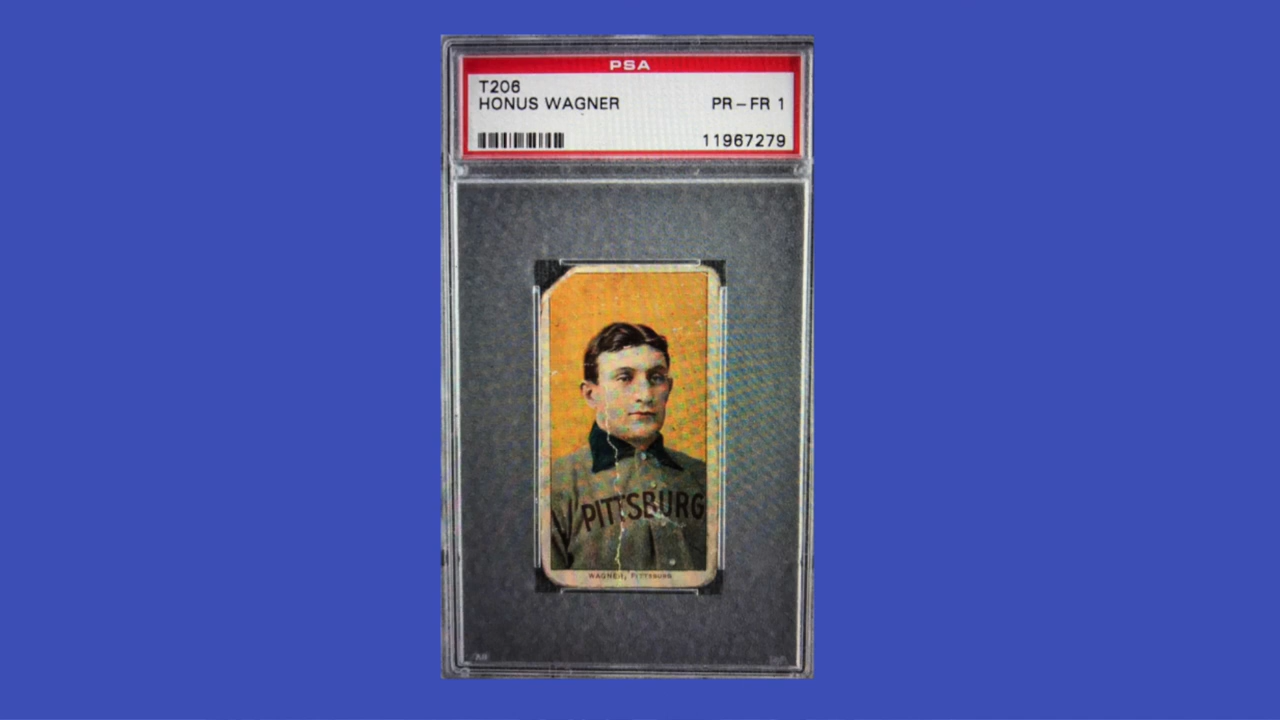 PSA
T206
HONUS WAGNER PR-FR 1
11967279
PITTSBURG
WAGNER, PITTSBURG